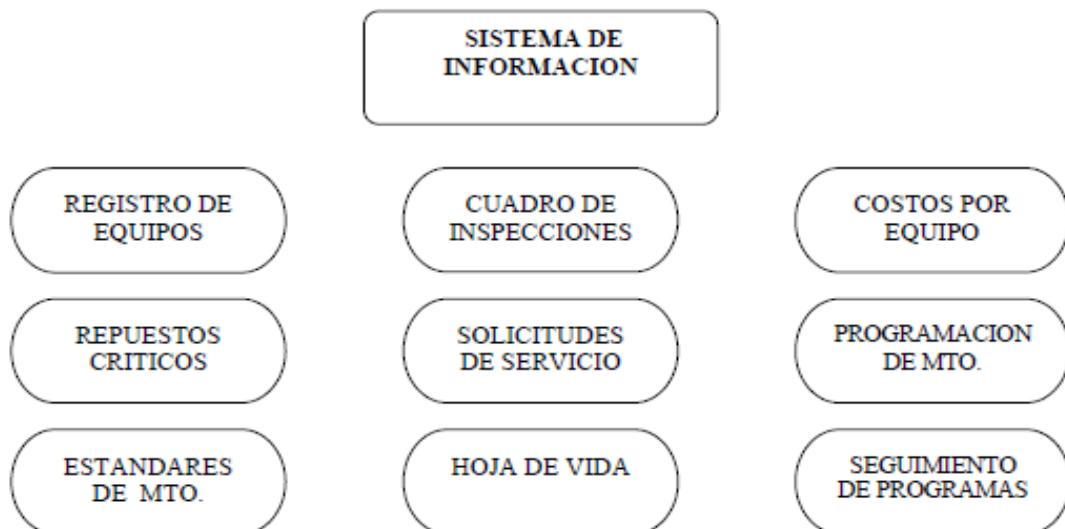 SISTEMA DE
INFORMACION
REGISTRO DE
EQUIPOS
CUADRO DE
INSPECCIONES
COSTOS POR
EQUIPO
REPUESTOS
CRITICOS
SOLICITUDES
DE SERVICIO
PROGRAMACION
DE MTO.
ESTANDARES
DE MTO.
HOJA DE VIDA
SEGUIMIENTO
DE PROGRAMAS